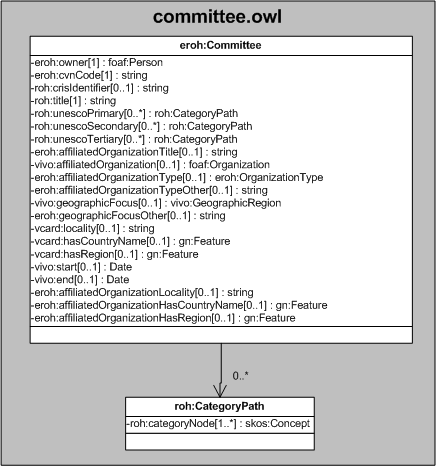 committee.owl
eroh:Committee
-eroh:owner[1] : foaf:Person
-eroh:cvnCode[1] : string
-roh:crisIdentifier[0..1] : string
-roh:title[1] : string
-roh:unescoPrimary[0..*] : roh:CategoryPath
-roh:unescoSecondary[0..*] : roh:CategoryPath
-roh:unescoTertiary[0..*] : roh:CategoryPath
-eroh:affiliatedOrganizationTitle[0..1] : string
-vivo:affiliatedOrganization[0..1] : foaf:Organization
-eroh:affiliatedOrganizationType[0..1] : eroh:OrganizationType
-eroh:affiliatedOrganizationTypeOther[0..1] : string
-vivo:geographicFocus[0..1] : vivo:GeographicRegion
-eroh:geographicFocusOther[0..1] : string
-vcard:locality[0..1] : string
-vcard:hasCountryName[0..1] : gn:Feature
-vcard:hasRegion[0..1] : gn:Feature
-vivo:start[0..1] : Date
-vivo:end[0..1] : Date
-eroh:affiliatedOrganizationLocality[0..1] : string
-eroh:affiliatedOrganizationHasCountryName[0..1] : gn:Feature
-eroh:affiliatedOrganizationHasRegion[0..1] : gn:Feature
0..*
roh:CategoryPath
-roh:categoryNode[1..*] : skos:Concept